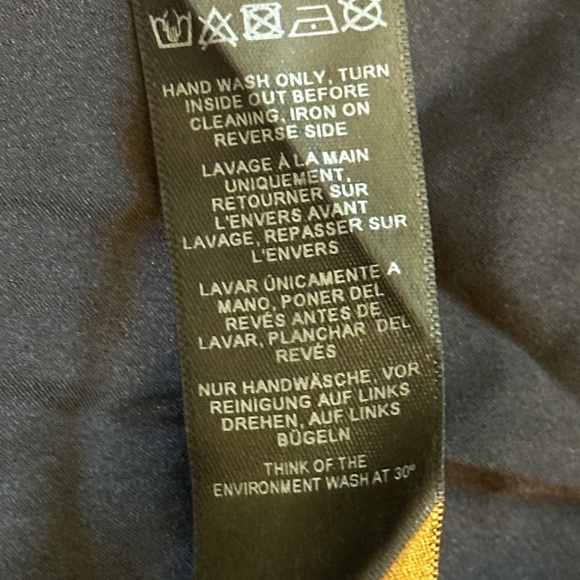 HAND WASH ONLY, TURN
INSIDE OUT BEFORE
CLEANING, IRON ON
REVERSE SIDE
LAVAGE À LA MAIN
UNIQUEMENT,
RETOURNER SUR
L'ENVERS AVANT
LAVAGE, REPASSER SUR
L'ENVERS
LAVAR ÚNICAMENTE A
MANO, PONER DEL
REVÉS ANTES DE
LAVAR, PLANCHAR DEL
REVÉS
NUR HANDWÄSCHE, VOR
REINIGUNG AUF LINKS
DREHEN, AUF LINKS
BÜGELN
THINK OF THE
ENVIRONMENT WASH AT 30º